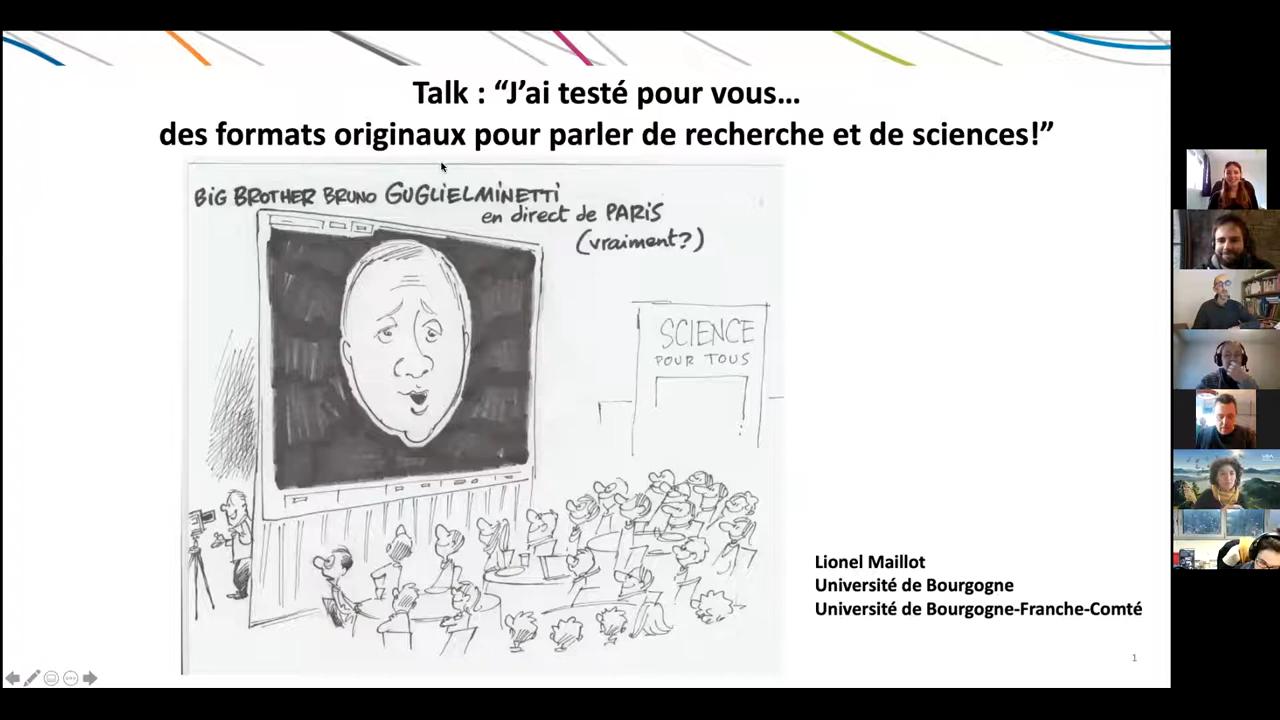 Talk : “J’ai testé pour vous…
des formats originaux pour parler de recherche et de sciences!”
BiG BROTHER BRUNO GUGLIELMINETTI
en direct de PARIS
(vraiment?)
SCIENCE
POUR TOUS
Lionel Maillot
Université de Bourgogne
Université de Bourgogne-Franche-Comté
1